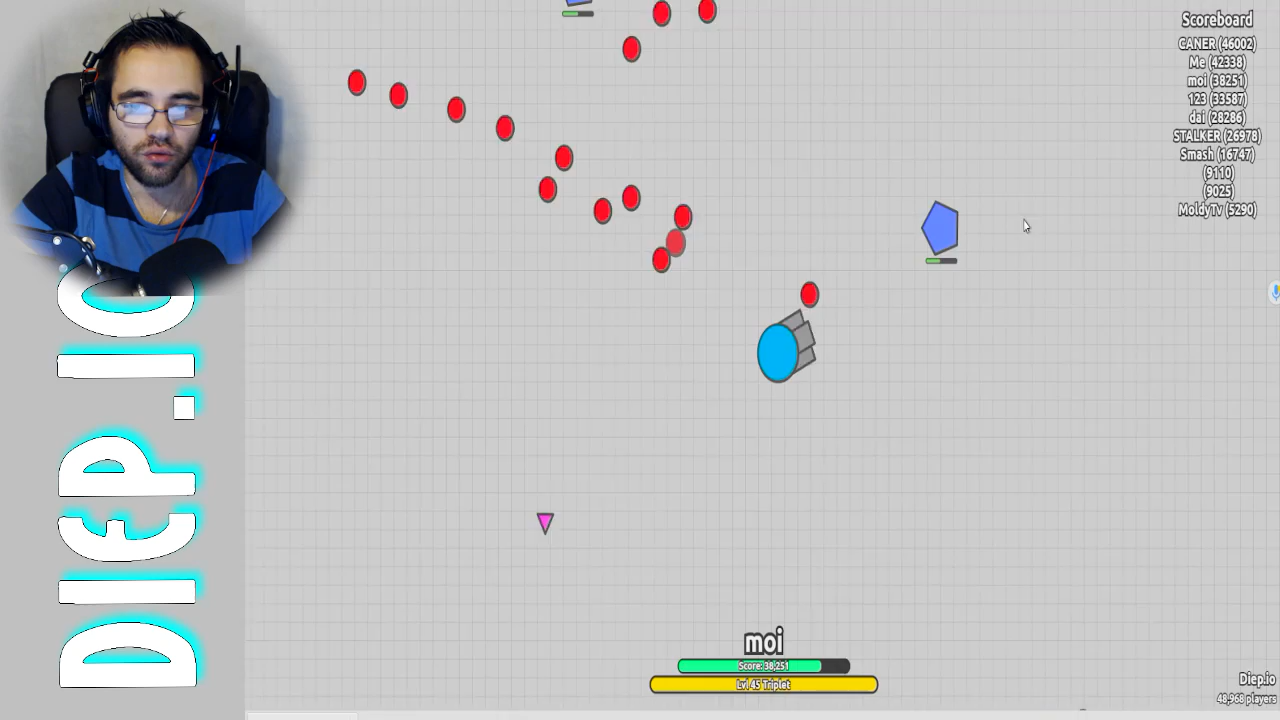 DIEP.IO
Scoreboard
CANER (46002)
Me (42338)
moi (38251)
123 (33587)
dai (28286)
STALKER (26978)
Smash (16747)
(9110)
(9025)
MoldyTv (5290)
moi
Score: 38,251
Lvl 45 Triplet
Diep.io
48,968 players